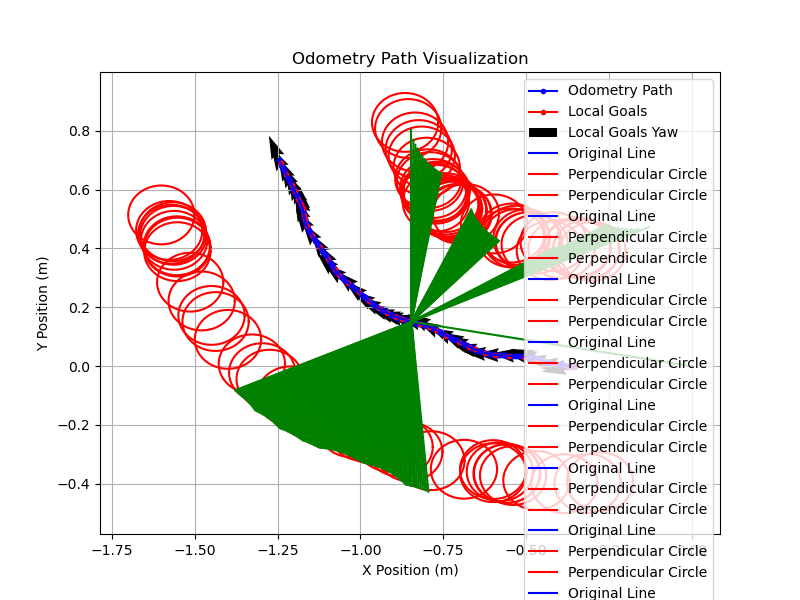 Odometry Path Visualization
Y Position (m)
0.8
0.6
0.4
0.2
0.0
−0.2
−0.4
Odometry Path
Local Goals
Local Goals Yaw
Original Line
Perpendicular Circle
Perpendicular Circle
Original Line
Perpendicular Circle
Perpendicular Circle
Original Line
Perpendicular Circle
Perpendicular Circle
Original Line
Perpendicular Circle
Perpendicular Circle
Original Line
Perpendicular Circle
Perpendicular Circle
Original Line
Perpendicular Circle
Perpendicular Circle
Original Line
Perpendicular Circle
Perpendicular Circle
Original Line
−1.75
−1.50
−1.25
−1.00
−0.75
−0.50
X Position (m)